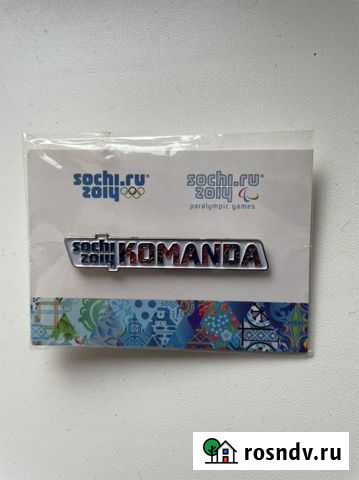 sochi.ru
2014
sochi.ru
2014
paralympic games
sochi
2014 KOMANDA
rosndv.ru